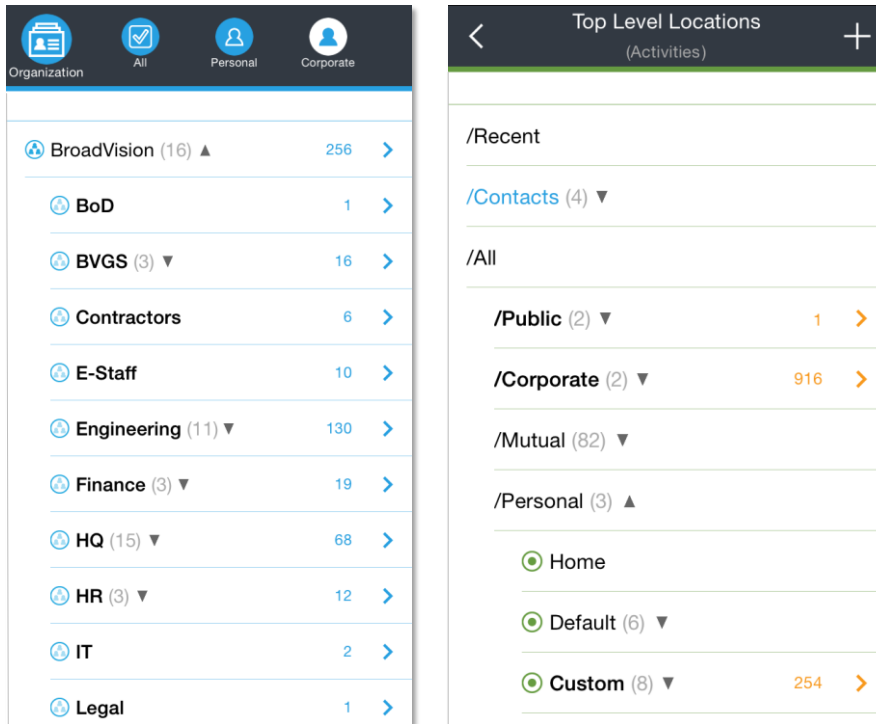 Organization
All
Personal
Corporate
BroadVision (16) ▲ 256
BoD 1
BVGS (3) ▼ 16
Contractors 6
E-Staff 10
Engineering (11) ▼ 130
Finance (3) ▼ 19
HQ (15) ▼ 68
HR (3) ▼ 12
IT 2
Legal 1
Top Level Locations
(Activities)
/Recent
/Contacts (4) ▼
/All
/Public (2) ▼ 1
/Corporate (2) ▼ 916
/Mutual (82) ▼
/Personal (3) ▲
Home
Default (6) ▼
Custom (8) ▼ 254